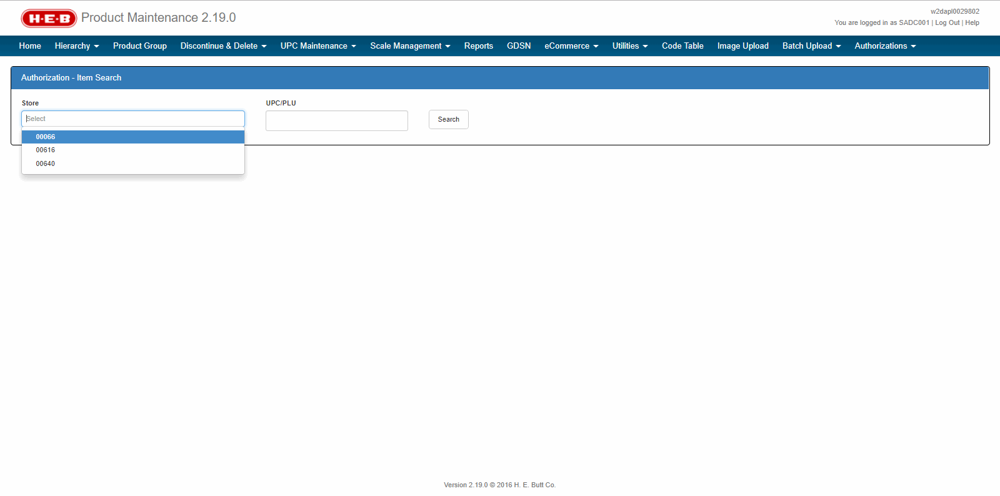 H-E-B Product Maintenance 2.19.0
w2dapl0029802
You are logged in as SADC001 | Log Out | Help
Home Hierarchy Product Group Discontinue & Delete UPC Maintenance Scale Management Reports GDSN eCommerce Utilities Code Table Image Upload Batch Upload Authorizations
Authorization - Item Search
Store UPC/PLU
Select Search
00066
00616
00640
Version 2.19.0 © 2016 H. E. Butt Co.